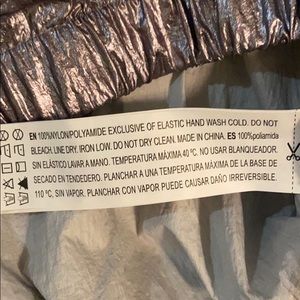 EN 100%NYLON/POLYAMIDE EXCLUSIVE OF ELASTIC HAND WASH COLD. DO NOT
BLEACH. LINE DRY. IRON LOW. DO NOT DRY CLEAN. MADE IN CHINA. ES 100%poliamida
SIN ELÁSTICO LAVAR A MANO. TEMPERATURA MÁXIMA 40 ºC. NO USAR BLANQUEADOR.
SECADO EN TENDEDERO. PLANCHAR A UNA TEMPERATURA MÁXIMA DE LA BASE DE
110 ºC, SIN VAPOR. PLANCHAR CON VAPOR PUEDE CAUSAR DAÑO IRREVERSIBLE.